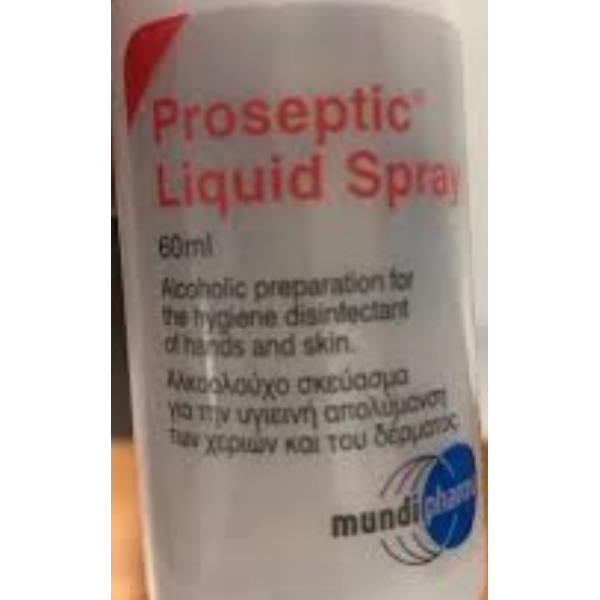 Proseptic®
Liquid Spray
60ml
Alcoholic preparation for
the hygiene disinfectant
of hands and skin.
Αλκοολούχο σκεύασμα
για την υγιεινή απολύμανση
των χεριών και του δέρματος
mundipharma